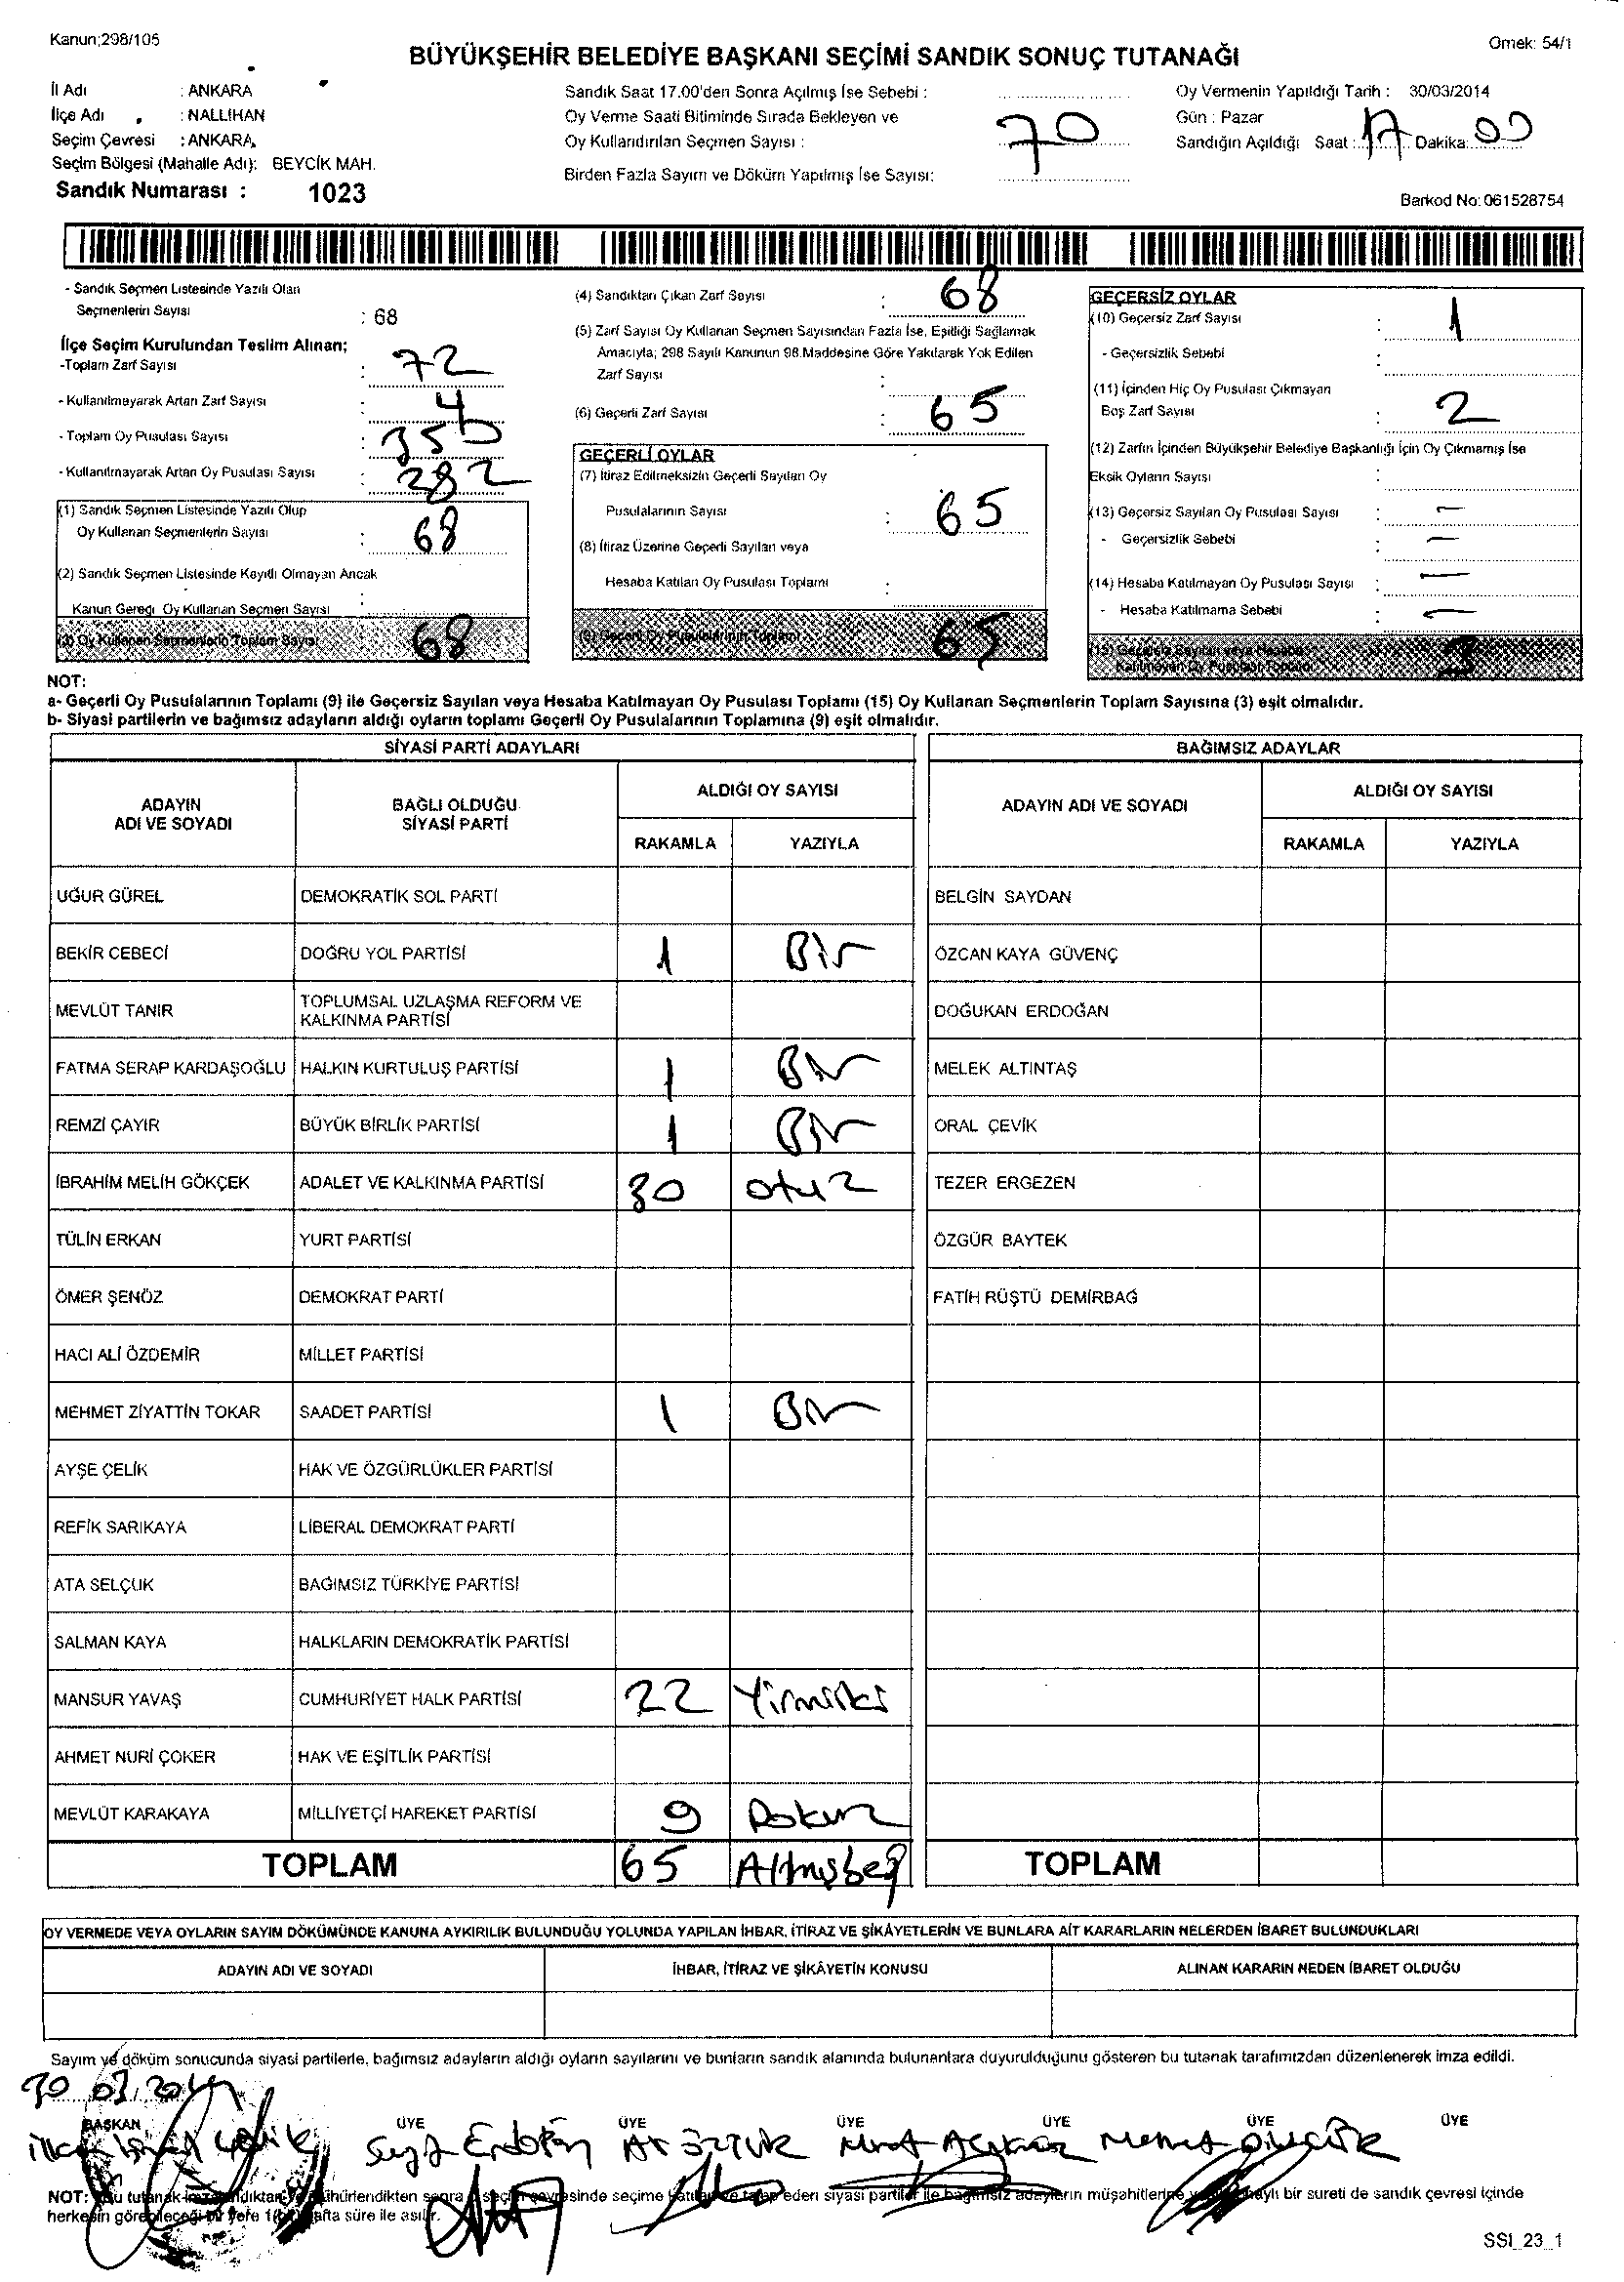 Kanun;298/105
BÜYÜKŞEHİR BELEDİYE BAŞKANI SEÇİMİ SANDIK SONUÇ TUTANAĞI
Örnek: 54/1
İl Adı : ANKARA
İlçe Adı : NALLIHAN
Seçim Çevresi : ANKARA
Seçim Bölgesi (Mahalle Adı): BEYCİK MAH.
Sandık Numarası : 1023
Sandık Saat 17.00'den Sonra Açılmış İse Sebebi :
Oy Verme Saati Bitiminde Sırada Bekleyen ve
Oy Kullandırılan Seçmen Sayısı : 70
Birden Fazla Sayım ve Döküm Yapılmış İse Sayısı:
Oy Vermenin Yapıldığı Tarih : 30/03/2014
Gün : Pazar
Sandığın Açıldığı Saat : 17 Dakika: 00
Barkod No: 061528754
- Sandık Seçmen Listesinde Yazılı Olan
Seçmenlerin Sayısı : 68
İlçe Seçim Kurulundan Teslim Alınan;
-Toplam Zarf Sayısı : 72
- Kullanılmayarak Artan Zarf Sayısı : 4
- Toplam Oy Pusulası Sayısı : 350
- Kullanılmayarak Artan Oy Pusulası Sayısı : 282
(1) Sandık Seçmen Listesinde Yazılı Olup
Oy Kullanan Seçmenlerin Sayısı : 68
(2) Sandık Seçmen Listesinde Kayıtlı Olmayan Ancak
Kanun Gereği Oy Kullanan Seçmen Sayısı :
(3) Oy Kullanan Seçmenlerin Toplam Sayısı 68
(4) Sandıktan Çıkan Zarf Sayısı : 68
(5) Zarf Sayısı Oy Kullanan Seçmen Sayısından Fazla İse, Eşitliği Sağlamak
Amacıyla; 298 Sayılı Kanunun 98.Maddesine Göre Yakılarak Yok Edilen
Zarf Sayısı :
(6) Geçerli Zarf Sayısı : 65
GEÇERLİ OYLAR
(7) İtiraz Edilmeksizin Geçerli Sayılan Oy
Pusulalarının Sayısı : 65
(8) İtiraz Üzerine Geçerli Sayılan veya
Hesaba Katılan Oy Pusulası Toplamı :
(9) Geçerli Oy Pusulalarının Toplamı 65
GEÇERSİZ OYLAR
(10) Geçersiz Zarf Sayısı : 1
- Geçersizlik Sebebi :
(11) İçinden Hiç Oy Pusulası Çıkmayan
Boş Zarf Sayısı : 2
(12) Zarfın İçinden Büyükşehir Belediye Başkanlığı İçin Oy Çıkmamış İse
Eksik Oyların Sayısı :
(13) Geçersiz Sayılan Oy Pusulası Sayısı : —
- Geçersizlik Sebebi : —
(14) Hesaba Katılmayan Oy Pusulası Sayısı : —
- Hesaba Katılmama Sebebi : —
(15) Geçersiz Sayılan veya Hesaba
Katılmayan Oy Pusulası Toplamı 3
NOT:
a- Geçerli Oy Pusulalarının Toplamı (9) ile Geçersiz Sayılan veya Hesaba Katılmayan Oy Pusulası Toplamı (15) Oy Kullanan Seçmenlerin Toplam Sayısına (3) eşit olmalıdır.
b- Siyasi partilerin ve bağımsız adayların aldığı oyların toplamı Geçerli Oy Pusulalarının Toplamına (9) eşit olmalıdır.
SİYASİ PARTİ ADAYLARI
ADAYIN ADI VE SOYADI
BAĞLI OLDUĞU SİYASİ PARTİ
ALDIĞI OY SAYISI
RAKAMLA YAZIYLA
UĞUR GÜREL DEMOKRATİK SOL PARTİ
BEKİR CEBECİ DOĞRU YOL PARTİSİ 1 Bir
MEVLÜT TANIR TOPLUMSAL UZLAŞMA REFORM VE KALKINMA PARTİSİ
FATMA SERAP KARDAŞOĞLU HALKIN KURTULUŞ PARTİSİ 1 Bir
REMZİ ÇAYIR BÜYÜK BİRLİK PARTİSİ 1 Bir
İBRAHİM MELİH GÖKÇEK ADALET VE KALKINMA PARTİSİ 30 otuz
TÜLİN ERKAN YURT PARTİSİ
ÖMER ŞENÖZ DEMOKRAT PARTİ
HACI ALİ ÖZDEMİR MİLLET PARTİSİ
MEHMET ZİYATTİN TOKAR SAADET PARTİSİ 1 Bir
AYŞE ÇELİK HAK VE ÖZGÜRLÜKLER PARTİSİ
REFİK SARIKAYA LİBERAL DEMOKRAT PARTİ
ATA SELÇUK BAĞIMSIZ TÜRKİYE PARTİSİ
SALMAN KAYA HALKLARIN DEMOKRATİK PARTİSİ
MANSUR YAVAŞ CUMHURİYET HALK PARTİSİ 22 Yirmiiki
AHMET NURİ ÇOKER HAK VE EŞİTLİK PARTİSİ
MEVLÜT KARAKAYA MİLLİYETÇİ HAREKET PARTİSİ 9 Dokuz
TOPLAM 65 Altmışbeş
BAĞIMSIZ ADAYLAR
ADAYIN ADI VE SOYADI
ALDIĞI OY SAYISI
RAKAMLA YAZIYLA
BELGİN SAYDAN
ÖZCAN KAYA GÜVENÇ
DOĞUKAN ERDOĞAN
MELEK ALTINTAŞ
ORAL ÇEVİK
TEZER ERGEZEN
ÖZGÜR BAYTEK
FATİH RÜŞTÜ DEMİRBAĞ
TOPLAM
OY VERMEDE VEYA OYLARIN SAYIM DÖKÜMÜNDE KANUNA AYKIRILIK BULUNDUĞU YOLUNDA YAPILAN İHBAR, İTİRAZ VE ŞİKÂYETLERİN VE BUNLARA AİT KARARLARIN NELERDEN İBARET BULUNDUKLARI
ADAYIN ADI VE SOYADI İHBAR, İTİRAZ VE ŞİKÂYETİN KONUSU ALINAN KARARIN NEDEN İBARET OLDUĞU
Sayım ve döküm sonucunda siyasi partilerle, bağımsız adayların aldığı oyların sayılarını ve bunların sandık alanında bulunanlara duyurulduğunu gösteren bu tutanak tarafımızdan düzenlenerek imza edildi.
30.03.2014
BAŞKAN ÜYE ÜYE ÜYE ÜYE ÜYE ÜYE
Çelik Erdoğan ÖZTÜRK Murat
NOT: Bu tutanak imzalandıktan ve mühürlendikten sonra seçim çevresinde seçime katılan ve talep eden siyasi partiler ile bağımsız adayların müşahitlerine bir sureti de sandık çevresi içinde
herkesin görebileceği bir yere 1(bir) hafta süre ile asılır.
SSI_23_1